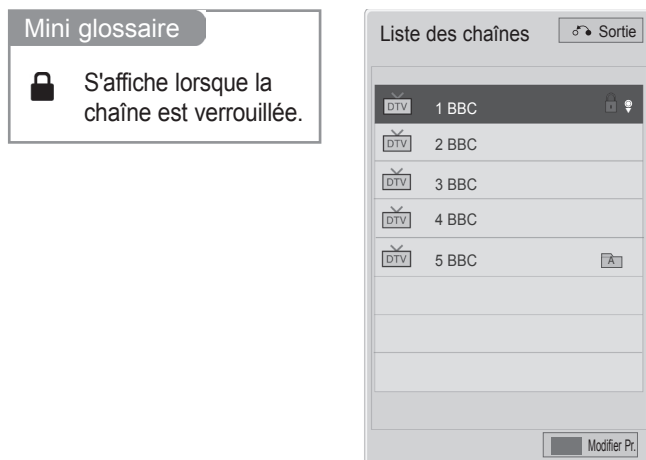 Mini glossaire
S'affiche lorsque la
chaîne est verrouillée.
Liste des chaînes
Sortie
DTV 1 BBC
DTV 2 BBC
DTV 3 BBC
DTV 4 BBC
DTV 5 BBC A
Modifier Pr.